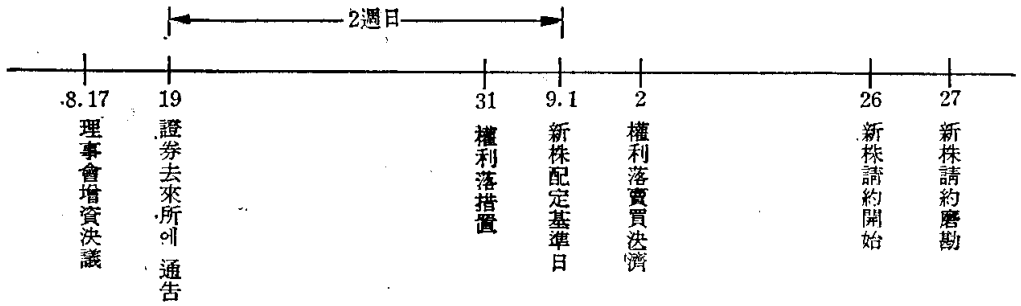 2週日
8.17
19
31
9.1
2
26
27
理事會增資決議
證券去來所에 通告
權利落措置
新株配定基準日
權利落賣買決濟
新株請約開始
新株請約磨勘